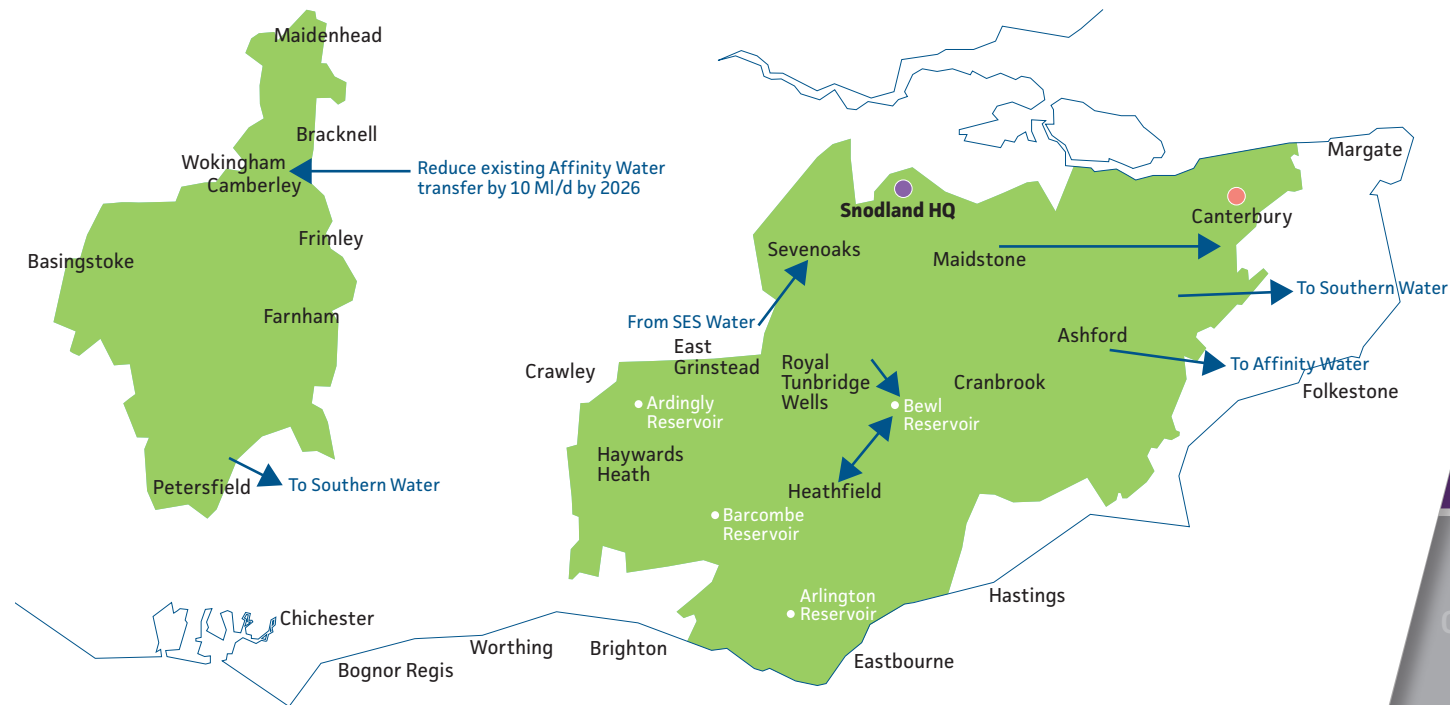 Maidenhead
Bracknell
Wokingham
Camberley
Reduce existing Affinity Water
transfer by 10 Ml/d by 2026
Frimley
Basingstoke
Farnham
Petersfield
To Southern Water
Chichester
Bognor Regis
Worthing
Brighton
Margate
Snodland HQ
Canterbury
Sevenoaks
Maidstone
To Southern Water
From SES Water
Ashford
East
Grinstead
Crawley
Royal
Tunbridge
Wells
Cranbrook
To Affinity Water
Folkestone
Ardingly
Reservoir
Bewl
Reservoir
Haywards
Heath
Heathfield
Barcombe
Reservoir
Arlington
Reservoir
Hastings
Eastbourne